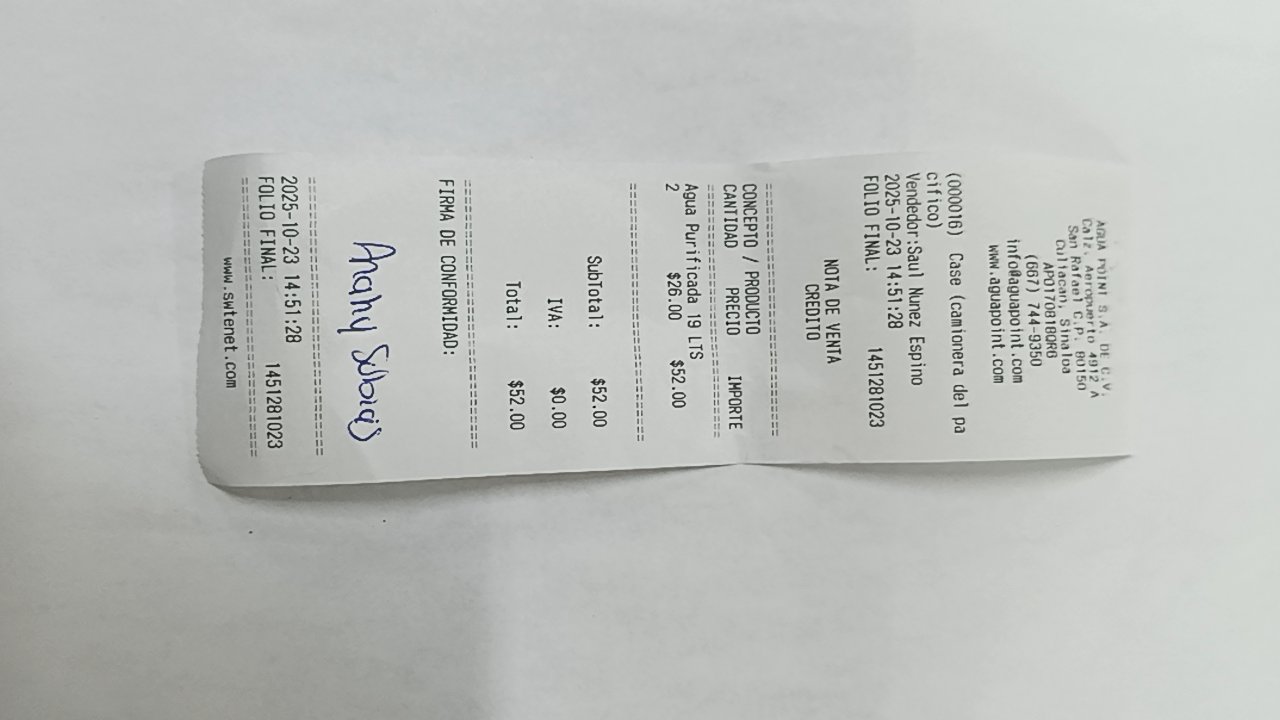 AGUA POINT S.A. DE C.V.
Calz. Aeropuerto 4912 A
San Rafael C.P. 80150
Culiacan, Sinaloa
APO170818QR6
(667) 744-9350
info@aguapoint.com
www.aguapoint.com
(000016) Case (camionera del pa
cifico)
Vendedor:Saul Nunez Espino
2025-10-23 14:51:28
FOLIO FINAL: 1451281023
NOTA DE VENTA
CREDITO
CONCEPTO / PRODUCTO
CANTIDAD PRECIO IMPORTE
Agua Purificada 19 LTS
2 $26.00 $52.00
SubTotal: $52.00
IVA: $0.00
Total: $52.00
FIRMA DE CONFORMIDAD:
Anahy
2025-10-23 14:51:28
FOLIO FINAL: 1451281023
www.swtenet.com